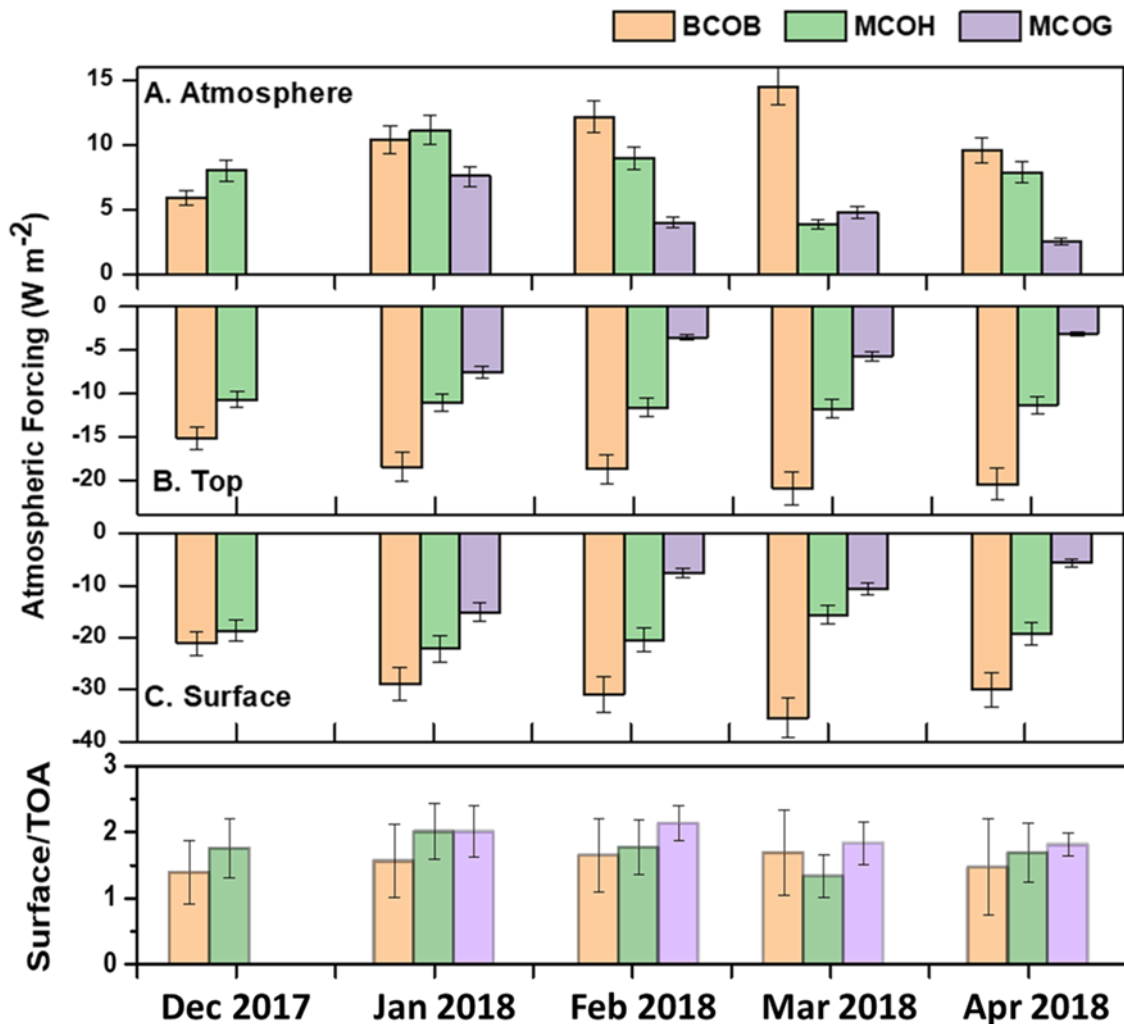 BCOB MCOH MCOG
A. Atmosphere
15
10
5
0
Atmospheric Forcing (W m-2)
0
-5
-10
-15
-20
B. Top
0
-10
-20
-30
-40
C. Surface
Surface/TOA
3
2
1
0
Dec 2017 Jan 2018 Feb 2018 Mar 2018 Apr 2018